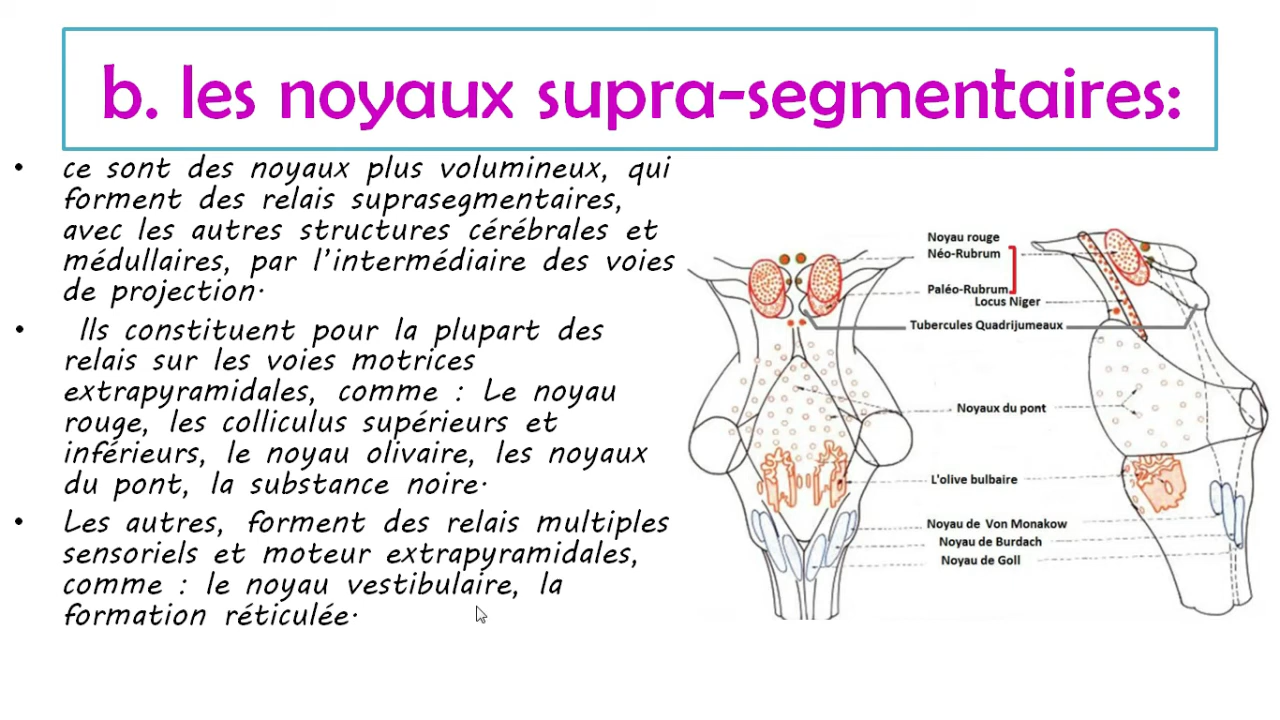 b. les noyaux supra-segmentaires:
• ce sont des noyaux plus volumineux, qui
forment des relais suprasegmentaires,
avec les autres structures cérébrales et
médullaires, par l'intermédiaire des voies
de projection.
• Ils constituent pour la plupart des
relais sur les voies motrices
extrapyramidales, comme : Le noyau
rouge, les colliculus supérieurs et
inférieurs, le noyau olivaire, les noyaux
du pont, la substance noire.
• Les autres, forment des relais multiples
sensoriels et moteur extrapyramidales,
comme : le noyau vestibulaire, la
formation réticulée.
Noyau rouge
Néo-Rubrum
Paléo-Rubrum
Locus Niger
Tubercules Quadrijumeaux
Noyaux du pont
L'olive bulbaire
Noyau de Von Monakow
Noyau de Burdach
Noyau de Goll